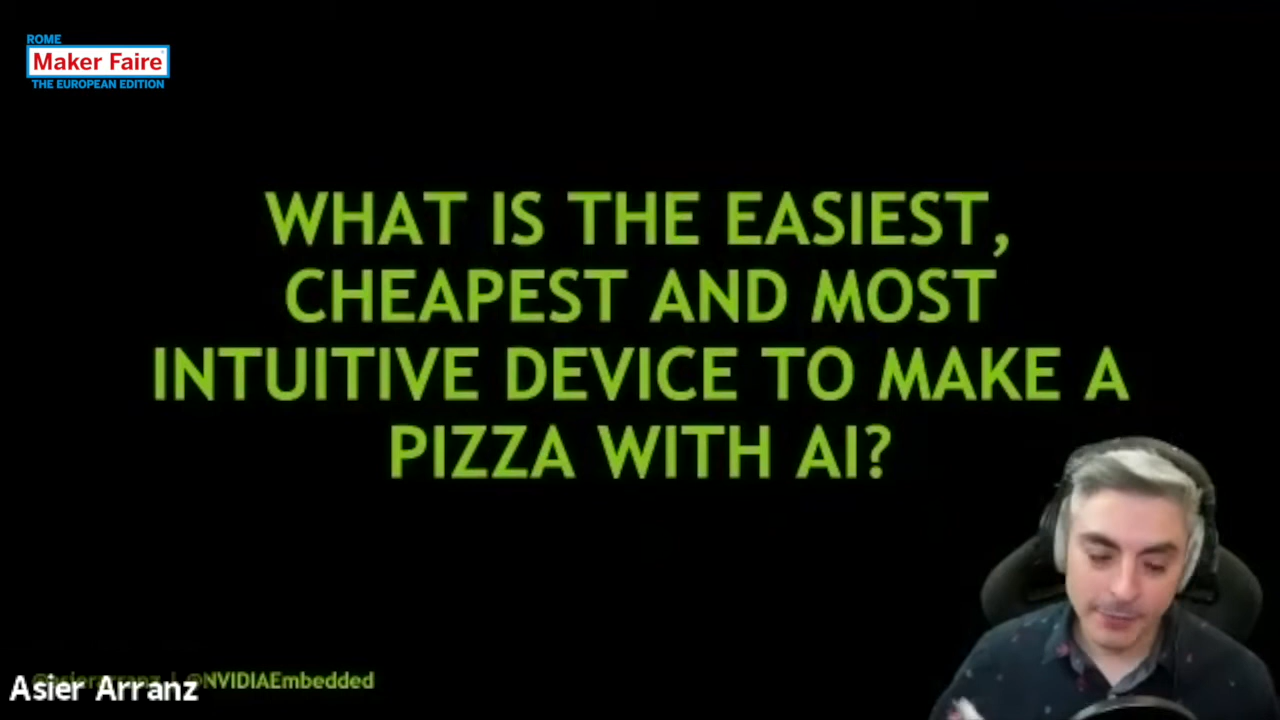 ROME
Maker Faire
THE EUROPEAN EDITION
WHAT IS THE EASIEST,
CHEAPEST AND MOST
INTUITIVE DEVICE TO MAKE A
PIZZA WITH AI?
@NVIDIAEmbedded
Asier Arranz